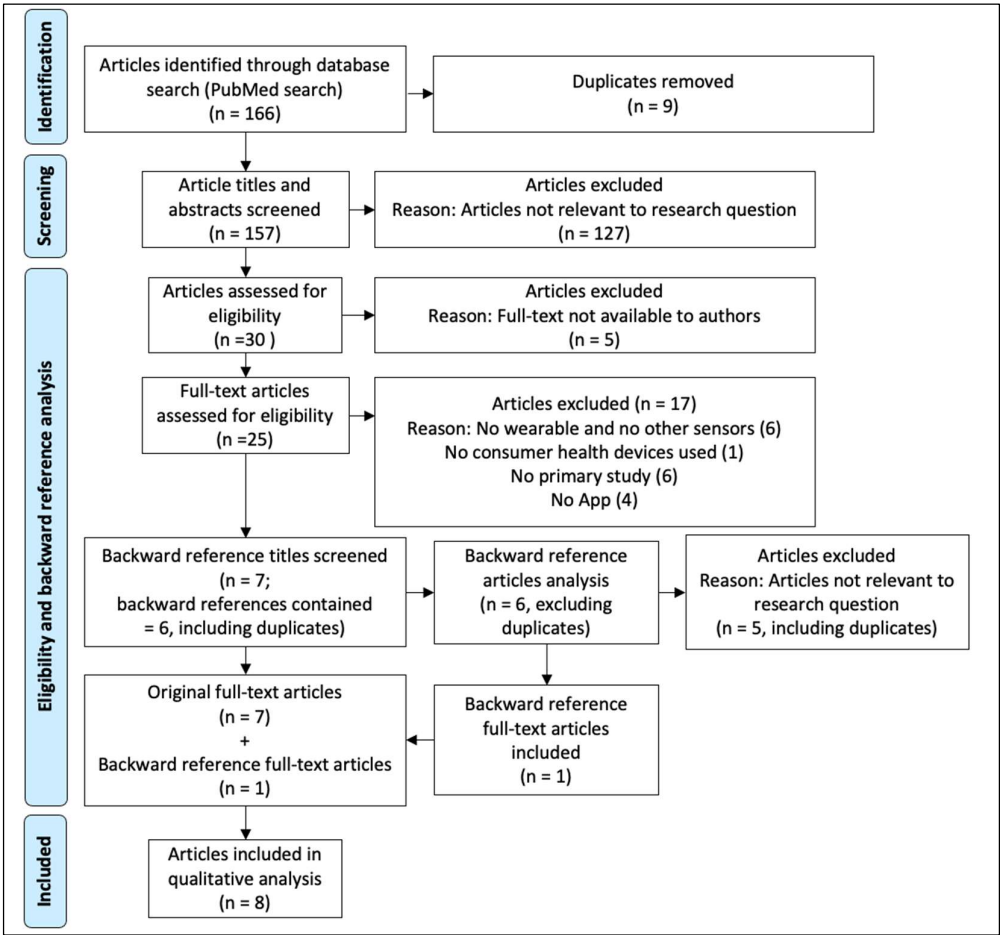 Identification
Articles identified through database
search (PubMed search)
(n = 166)
Duplicates removed
(n = 9)
Screening
Article titles and
abstracts screened
(n = 157)
Articles excluded
Reason: Articles not relevant to research question
(n = 127)
Eligibility and backward reference analysis
Articles assessed for
eligibility
(n =30 )
Articles excluded
Reason: Full-text not available to authors
(n = 5)
Full-text articles
assessed for eligibility
(n =25)
Articles excluded (n = 17)
Reason: No wearable and no other sensors (6)
No consumer health devices used (1)
No primary study (6)
No App (4)
Backward reference titles screened
(n = 7;
backward references contained
= 6, including duplicates)
Backward reference
articles analysis
(n = 6, excluding
duplicates)
Articles excluded
Reason: Articles not relevant to
research question
(n = 5, including duplicates)
Original full-text articles
(n = 7)
+
Backward reference full-text articles
(n = 1)
Backward reference
full-text articles
included
(n = 1)
Included
Articles included in
qualitative analysis
(n = 8)